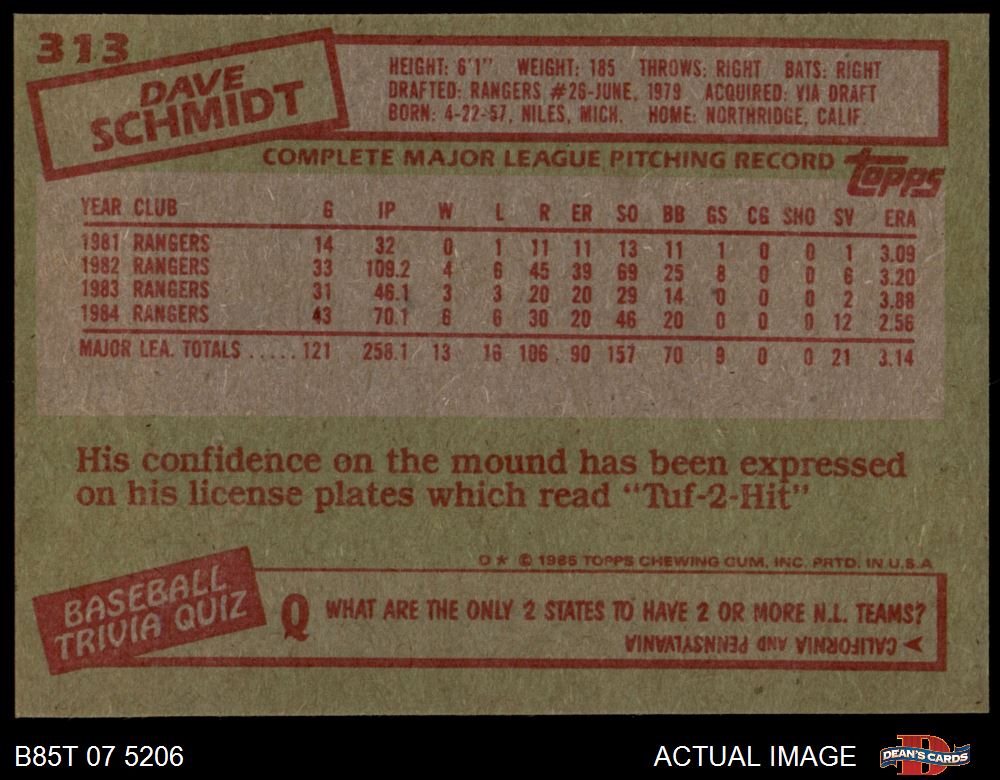 313
DAVE
SCHMIDT
HEIGHT: 6'1" WEIGHT: 185 THROWS: RIGHT BATS: RIGHT
DRAFTED: RANGERS #26-JUNE, 1979 ACQUIRED: VIA DRAFT
BORN: 4-22-57, NILES, MICH. HOME: NORTHRIDGE, CALIF.
COMPLETE MAJOR LEAGUE PITCHING RECORD
Topps
YEAR CLUB G IP W L R ER SO BB GS CG SHO SV ERA
1981 RANGERS 14 32 0 1 11 11 13 11 1 0 0 1 3.09
1982 RANGERS 33 109.2 4 6 45 39 69 25 8 0 0 6 3.20
1983 RANGERS 31 46.1 3 3 20 20 29 14 0 0 0 2 3.88
1984 RANGERS 43 70.1 6 6 30 20 46 20 0 0 0 12 2.56
MAJOR LEA. TOTALS ..... 121 258.1 13 16 106 90 157 70 9 0 0 21 3.14
His confidence on the mound has been expressed
on his license plates which read "Tuf-2-Hit"
D* © 1985 TOPPS CHEWING GUM, INC. PRTD. IN U.S.A
BASEBALL
TRIVIA QUIZ
Q WHAT ARE THE ONLY 2 STATES TO HAVE 2 OR MORE N.L. TEAMS?
CALIFORNIA AND PENNSYLVANIA
B85T 07 5206
ACTUAL IMAGE
DEAN'S CARDS